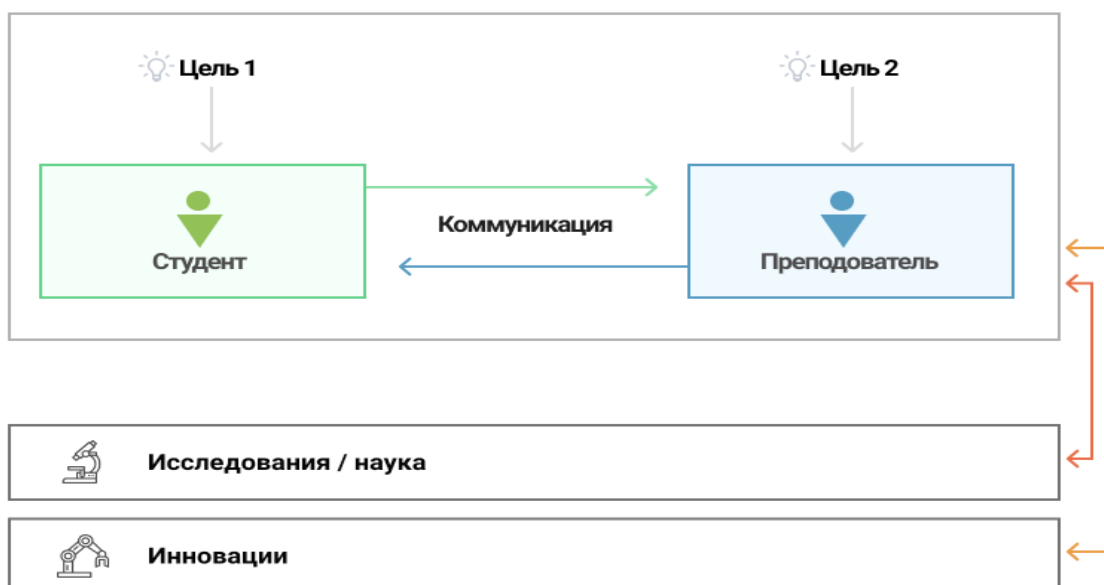 Цель 1
Цель 2
Коммуникация
Студент
Преподователь
Исследования / наука
Инновации